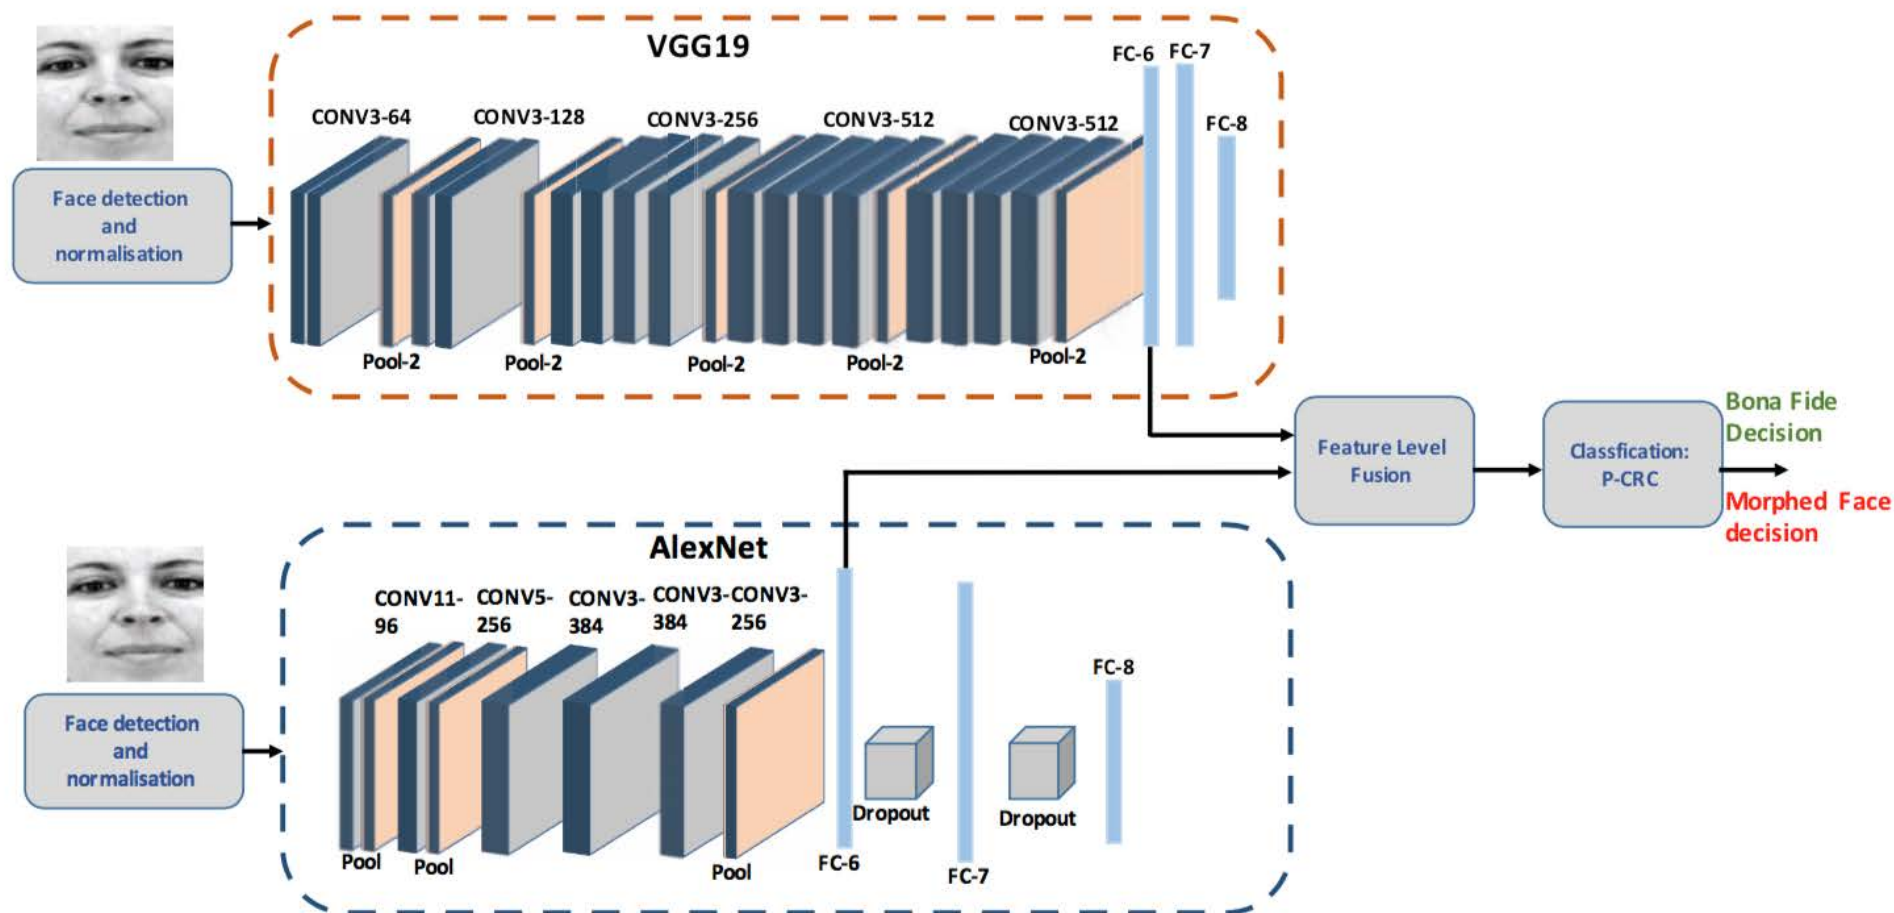 VGG19
FC-6
FC-7
CONV3-64
CONV3-128
CONV3-256
CONV3-512
CONV3-512
FC-8
Face detection
and
normalisation
Pool-2
Pool-2
Pool-2
Pool-2
Pool-2
Feature Level
Fusion
Classfication:
P-CRC
Bona Fide
Decision
Morphed Face
decision
AlexNet
CONV11-
96
CONV5-
256
CONV3-
384
CONV3-
384
CONV3-
256
Face detection
and
normalisation
FC-8
Dropout
Dropout
Pool
Pool
Pool
FC-6
FC-7